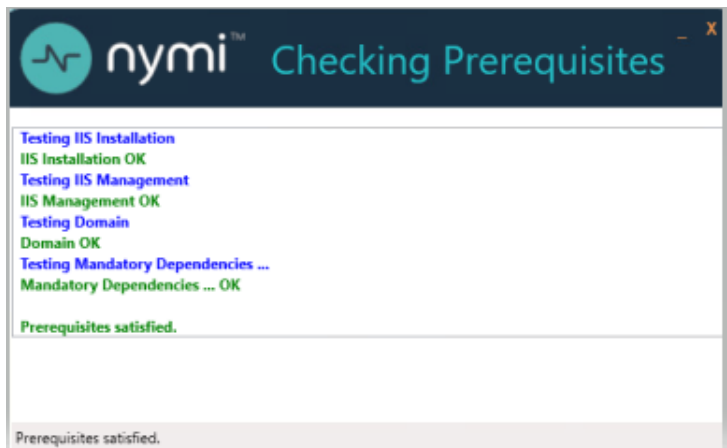 nymi™ Checking Prerequisites
_ X
Testing IIS Installation
IIS Installation OK
Testing IIS Management
IIS Management OK
Testing Domain
Domain OK
Testing Mandatory Dependencies ...
Mandatory Dependencies ... OK
Prerequisites satisfied.
Prerequisites satisfied.